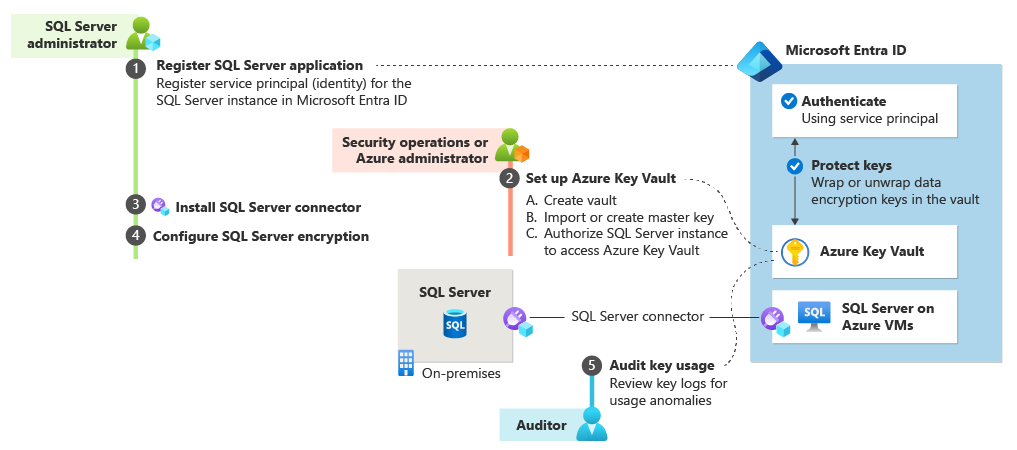 SQL Server
administrator
1 Register SQL Server application
Register service principal (identity) for the
SQL Server instance in Microsoft Entra ID
Microsoft Entra ID
Authenticate
Using service principal
Security operations or
Azure administrator
2 Set up Azure Key Vault
A. Create vault
B. Import or create master key
C. Authorize SQL Server instance
to access Azure Key Vault
Protect keys
Wrap or unwrap data
encryption keys in the vault
3 Install SQL Server connector
4 Configure SQL Server encryption
Azure Key Vault
SQL Server
SQL
On-premises
SQL Server connector
SQL
SQL Server on
Azure VMs
5 Audit key usage
Review key logs for
usage anomalies
Auditor